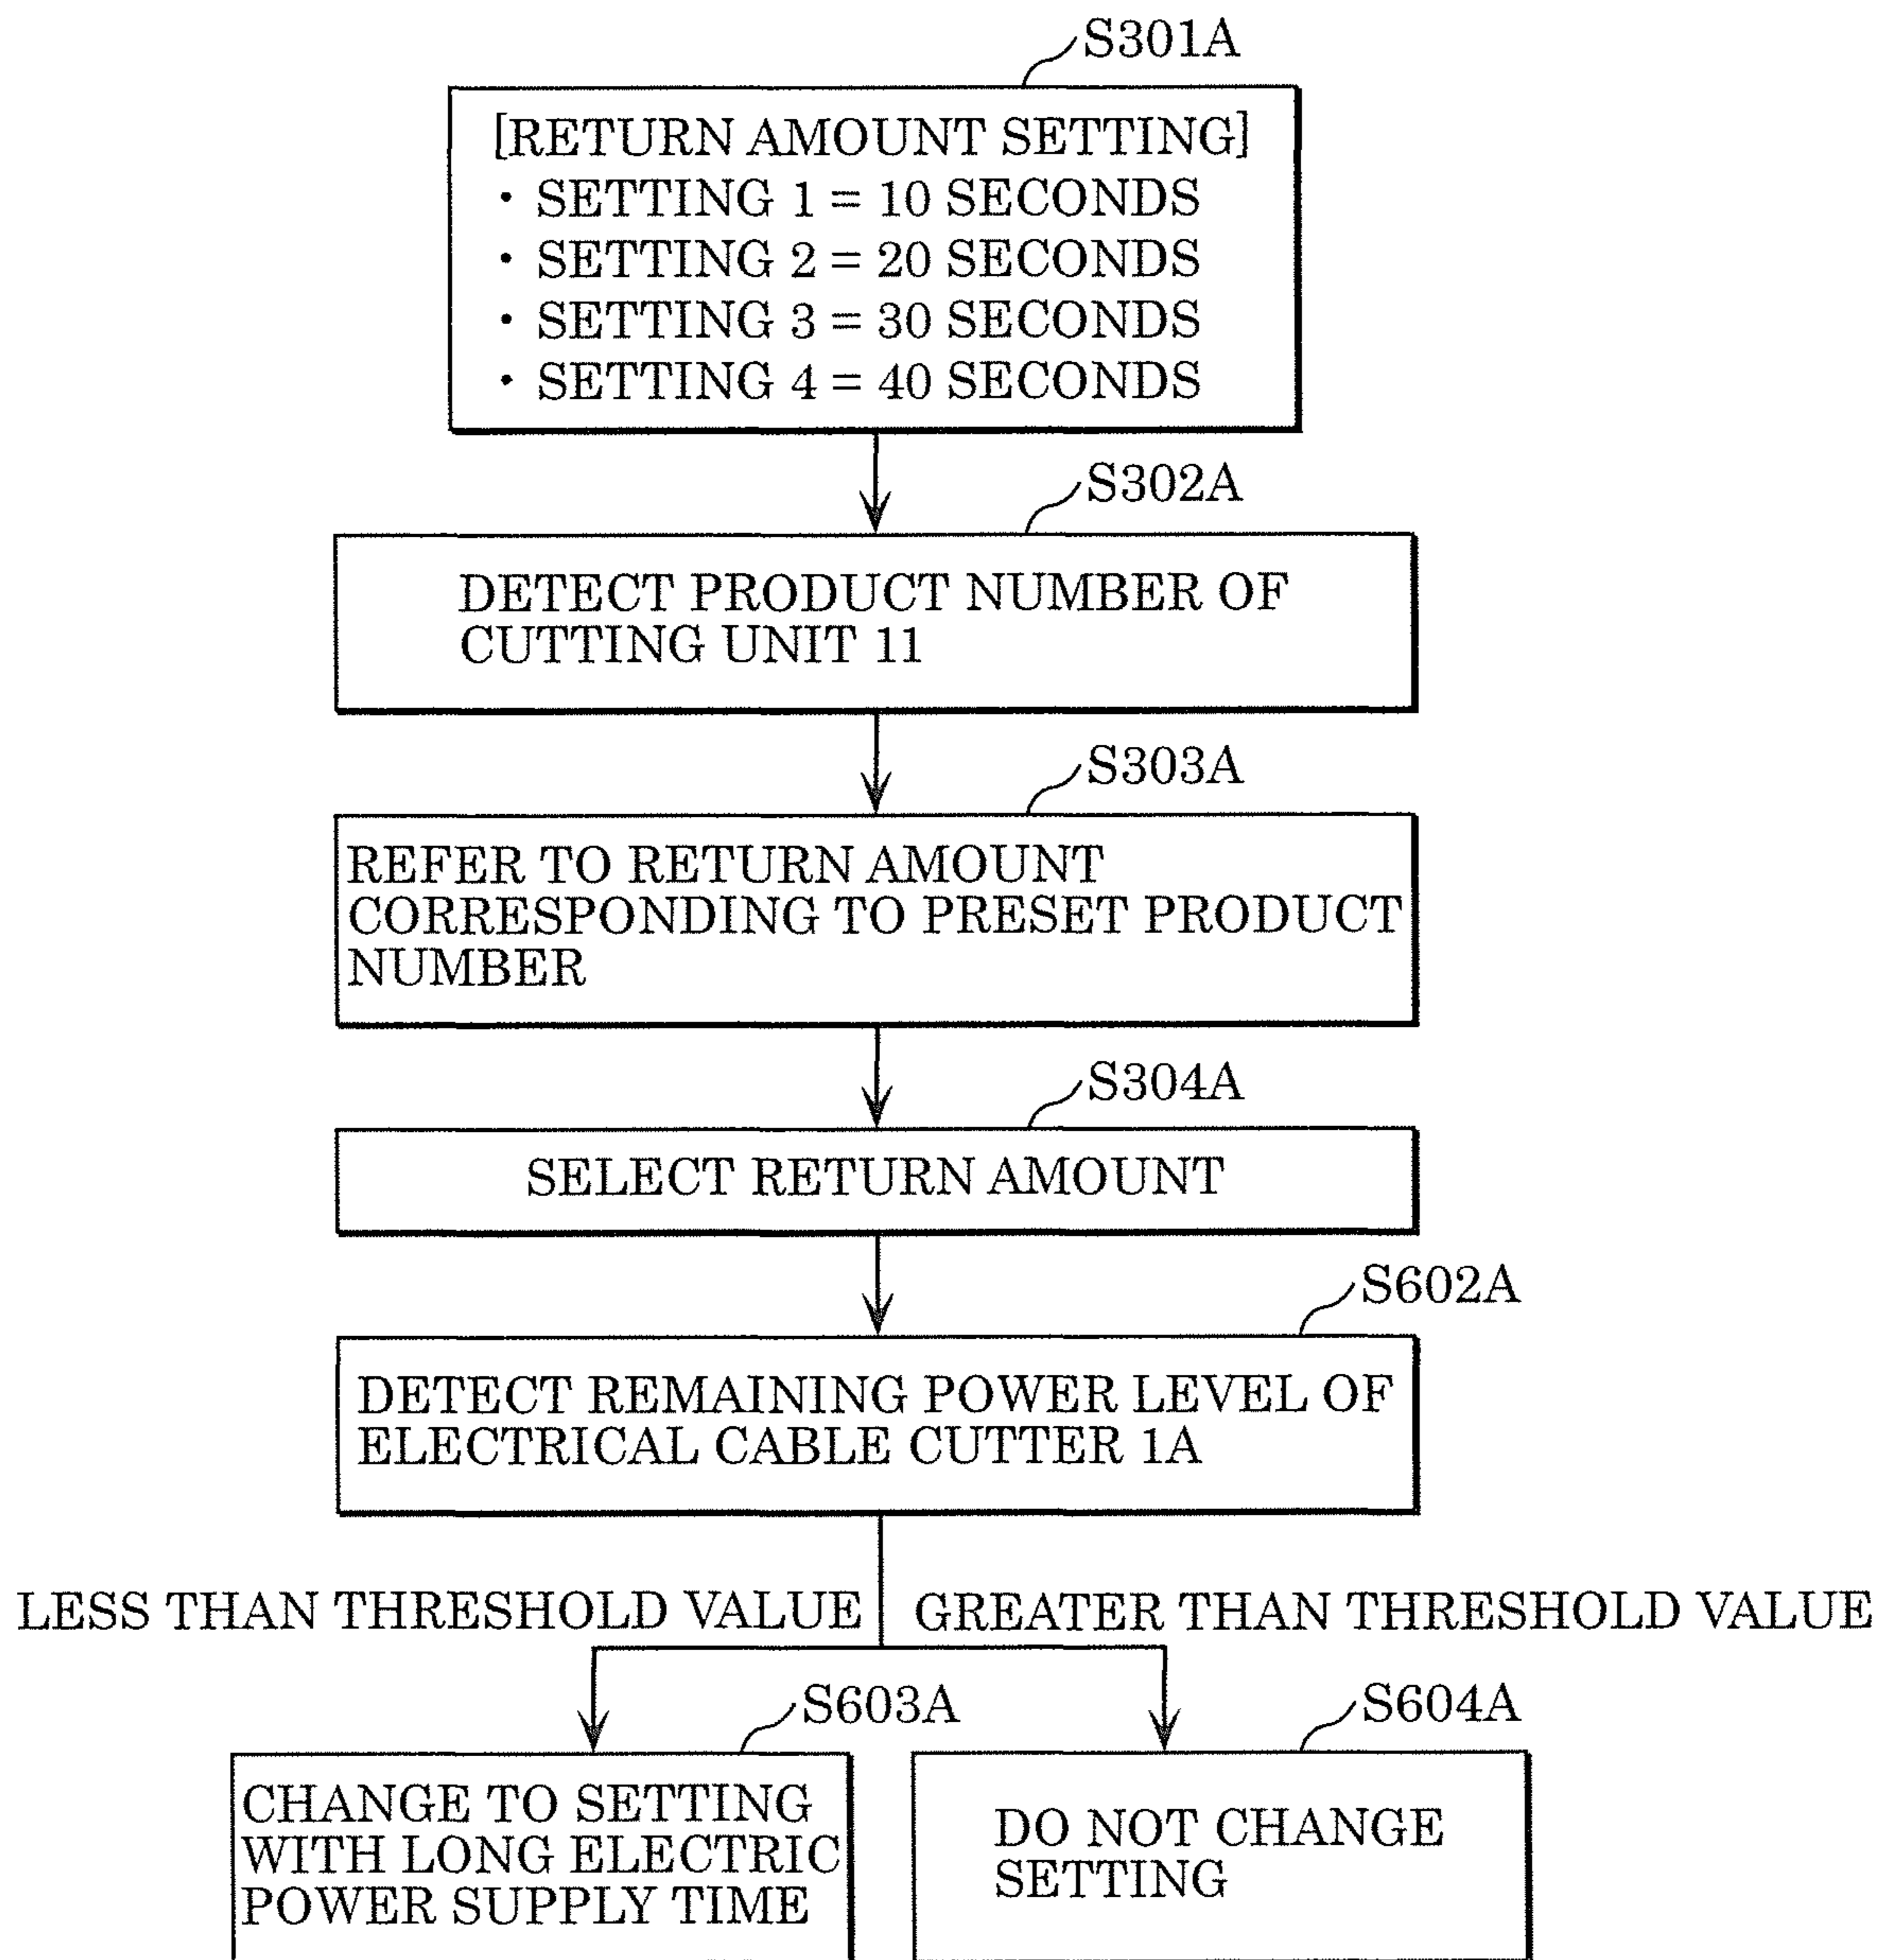 S301A
[RETURN AMOUNT SETTING]
· SETTING 1 = 10 SECONDS
· SETTING 2 = 20 SECONDS
· SETTING 3 = 30 SECONDS
· SETTING 4 = 40 SECONDS
S302A
DETECT PRODUCT NUMBER OF
CUTTING UNIT 11
S303A
REFER TO RETURN AMOUNT
CORRESPONDING TO PRESET PRODUCT
NUMBER
S304A
SELECT RETURN AMOUNT
S602A
DETECT REMAINING POWER LEVEL OF
ELECTRICAL CABLE CUTTER 1A
LESS THAN THRESHOLD VALUE
GREATER THAN THRESHOLD VALUE
S603A
CHANGE TO SETTING
WITH LONG ELECTRIC
POWER SUPPLY TIME
S604A
DO NOT CHANGE
SETTING